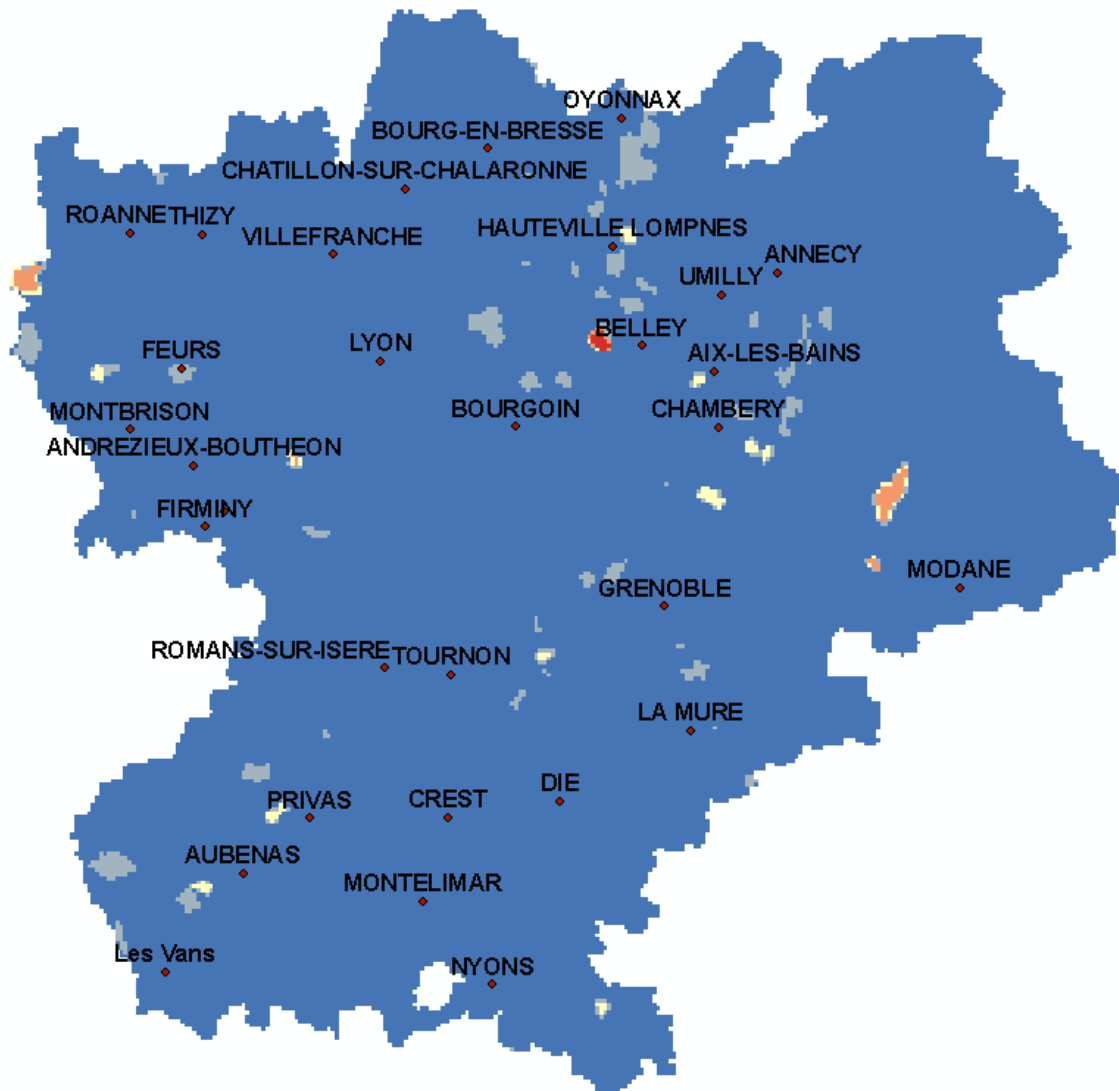 OYONNAX
BOURG-EN-BRESSE
CHATILLON-SUR-CHALARONNE
ROANNE THIZY
VILLEFRANCHE
HAUTEVILLE LOMPNES
ANNECY
UMILLY
BELLEY
LYON
FEURS
AIX-LES-BAINS
MONTBRISON
BOURGOIN
CHAMBERY
ANDREZIEUX-BOUTHEON
FIRMINY
MODANE
GRENOBLE
ROMANS-SUR-ISERE
TOURNON
LA MURE
DIE
PRIVAS
CREST
AUBENAS
MONTELIMAR
Les Vans
NYONS